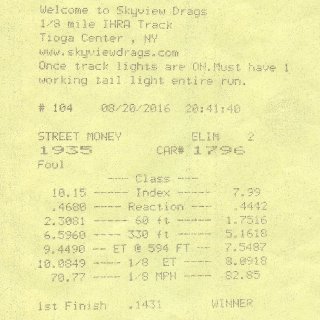 Welcome to Skyview Drags
1/8 mile IHRA Track
Tioga Center , NY
www.skyviewdrags.com
Once track lights are ON.Must have 1
working tail light entire run.
# 104 08/20/2016 20:41:40
STREET MONEY ELIM 2
1935 CAR# 1796
Foul
--- Class ---
10.15 ----- Index ----- 7.99
.4680 --- Reaction --- .4442
2.3081 ----- 60 ft ----- 1.7516
6.5960 ---- 330 ft ----- 5.1618
9.4490 -- ET @ 594 FT -- 7.5487
10.0849 ---- 1/8 ET ---- 8.0918
70.77 ---- 1/8 MPH ---- 82.85
1st Finish .1431 WINNER